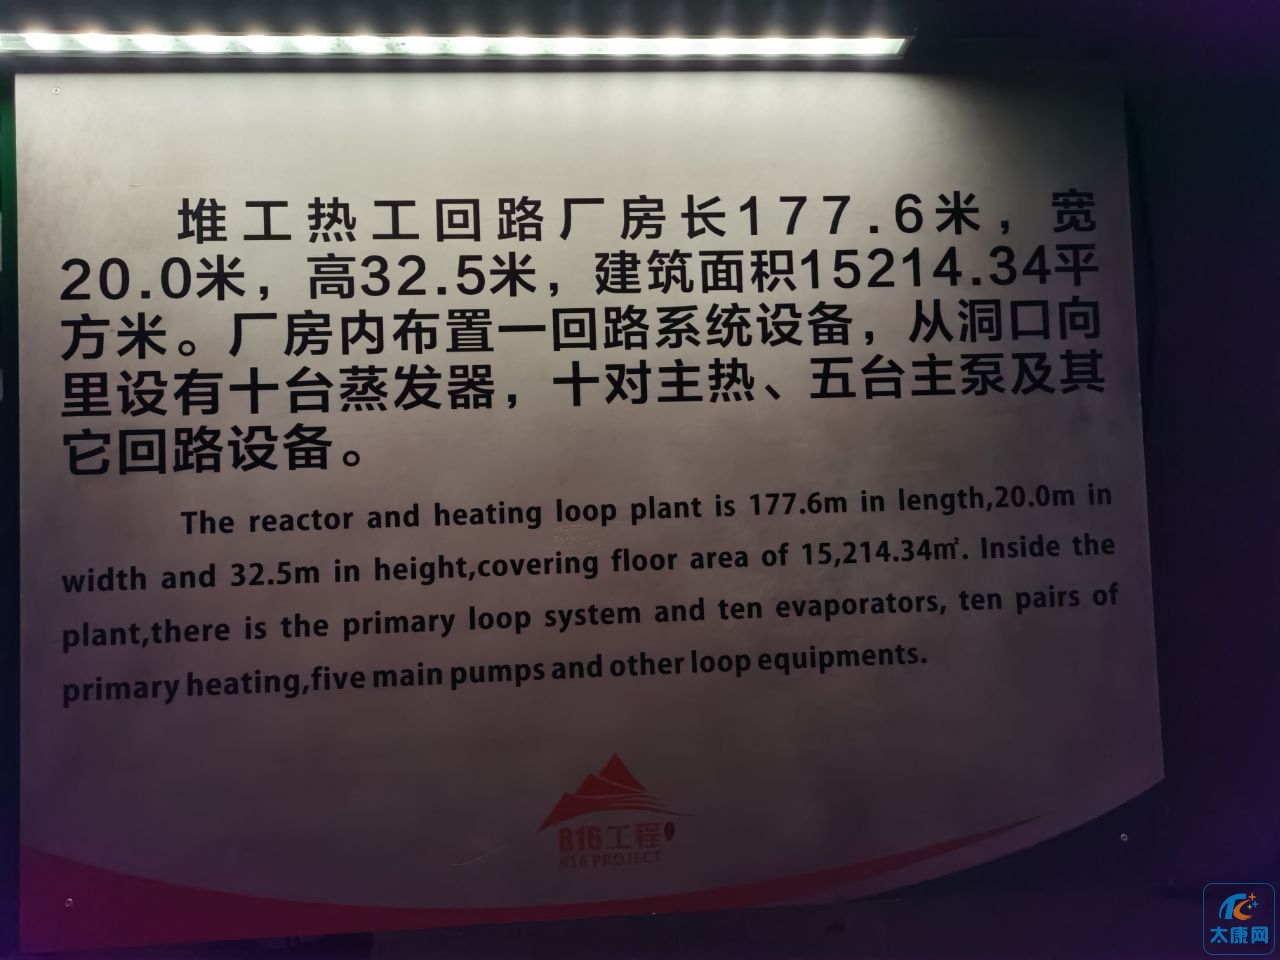 堆工热工回路厂房长177.6米，宽
20.0米，高32.5米，建筑面积15214.34平
方米。厂房内布置一回路系统设备，从洞口向
里设有十台蒸发器，十对主热、五台主泵及其
它回路设备。
The reactor and heating loop plant is 177.6m in length,20.0m in
width and 32.5m in height,covering floor area of 15,214.34㎡. Inside the
plant,there is the primary loop system and ten evaporators, ten pairs of
primary heating,five main pumps and other loop equipments.
816工程
816 PROJECT
太康网